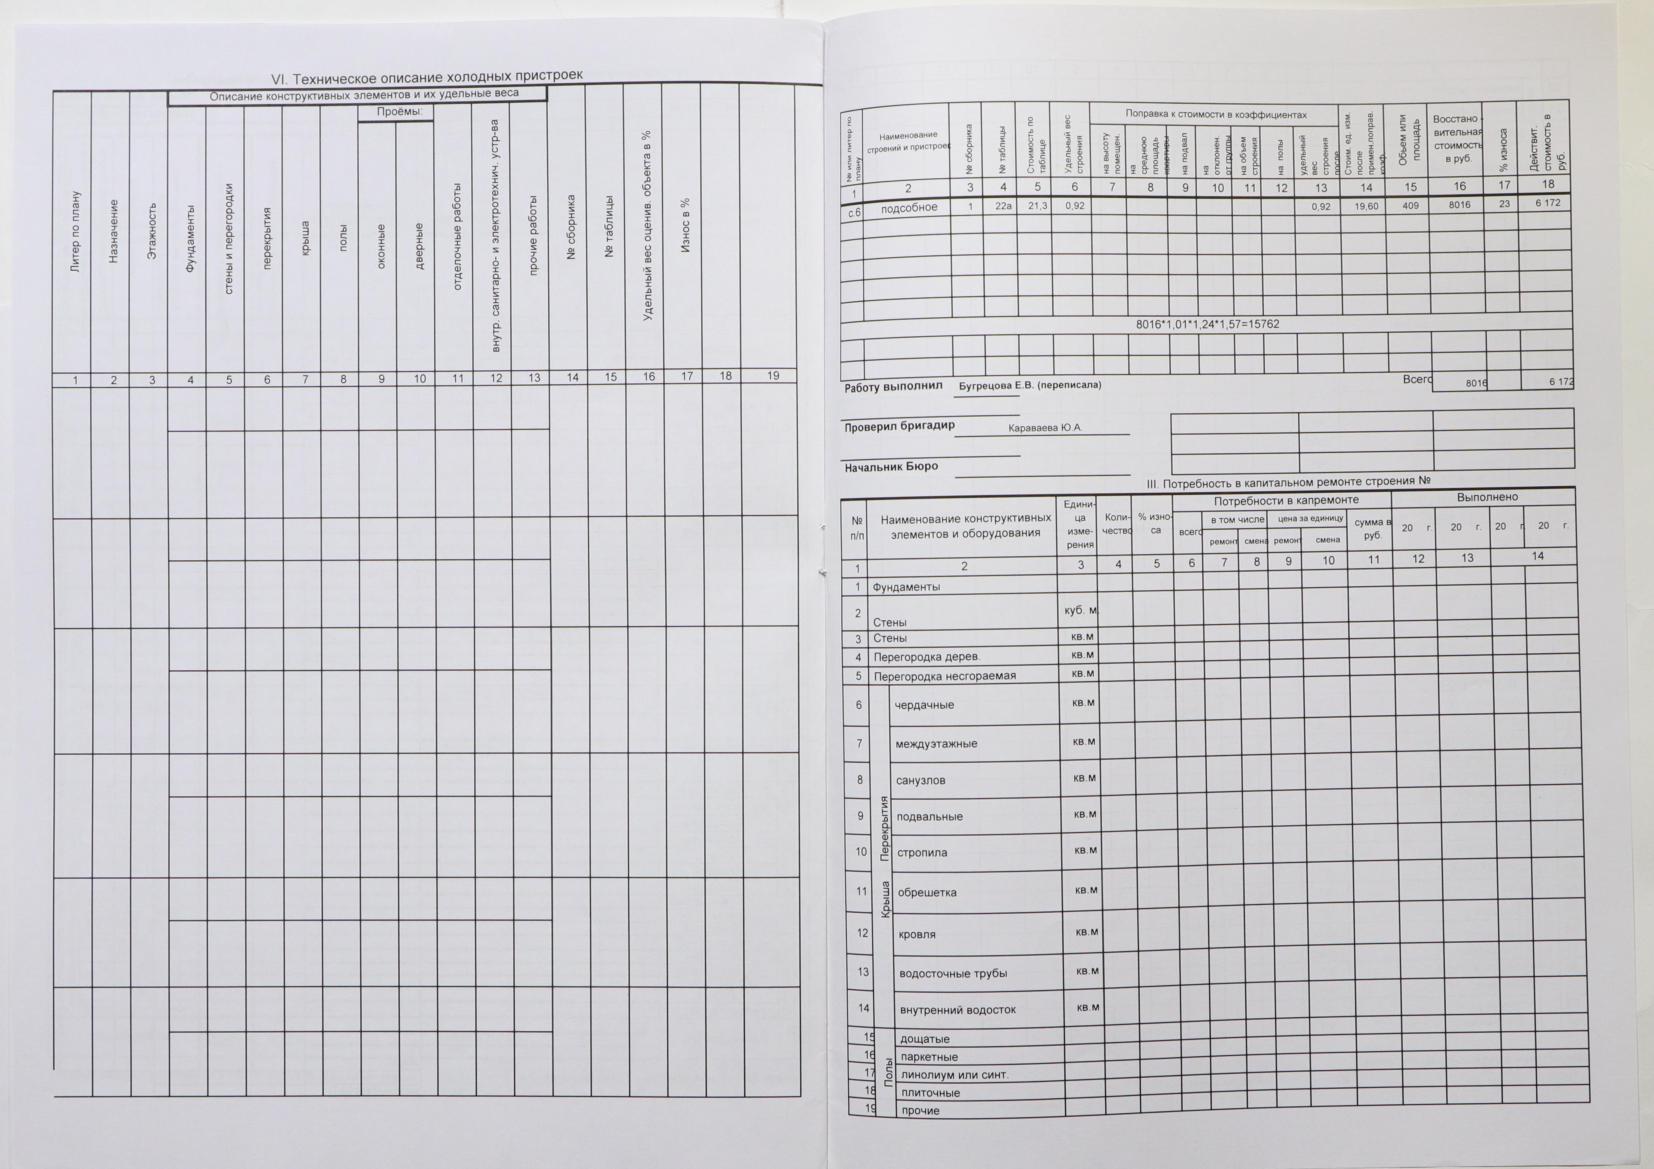 VI. Техническое описание холодных пристроек
Описание конструктивных элементов и их удельные веса
Проёмы:
Литер по плану
Назначение
Этажность
Фундаменты
стены и перегородки
перекрытия
крыша
полы
оконные
дверные
отделочные работы
внутр. санитарно- и электротехнич. устр-ва
прочие работы
№ сборника
№ таблицы
Удельный вес оценив. объекта в %
Износ в %
1 2 3 4 5 6 7 8 9 10 11 12 13 14 15 16 17 18 19
№ или литер по плану
Наименование
строений и пристроек
№ сборника
№ таблицы
Стоимость по таблице
Удельный вес строения
Поправка к стоимости в коэффициентах
на высоту помещен.
на среднюю площадь квартиры
на подвал
на отклонен. от группы
на объем строения
на полы
удельный вес строения после
Стоим. ед. изм. после примен.поправ. коэф.
Объем или площадь
Восстано
вительная
стоимость
в руб.
% износа
Действит. стоимость в руб.
1 2 3 4 5 6 7 8 9 10 11 12 13 14 15 16 17 18
с.6 подсобное 1 22а 21,3 0,92 0,92 19,60 409 8016 23 6 172
8016*1,01*1,24*1,57=15762
Работу выполнил Бугрецова Е.В. (переписала) Всего 8016 6 172
Проверил бригадир Караваева Ю.А.
Начальник Бюро
III. Потребность в капитальном ремонте строения №
№ п/п
Наименование конструктивных
элементов и оборудования
Едини-
ца
изме-
рения
Коли-
чество
% изно-
са
Потребности в капремонте
всего
в том числе
ремонт смена
цена за единицу
ремонт смена
сумма в
руб.
Выполнено
20 г. 20 г. 20 г. 20 г.
1 2 3 4 5 6 7 8 9 10 11 12 13 14
1 Фундаменты
2 Стены куб. м
3 Стены кв.м
4 Перегородка дерев. кв.м
5 Перегородка несгораемая кв.м
Перекрытия
6 чердачные кв.м
7 междуэтажные кв.м
8 санузлов кв.м
9 подвальные кв.м
Крыша
10 стропила кв.м
11 обрешетка кв.м
12 кровля кв.м
13 водосточные трубы кв.м
14 внутренний водосток кв.м
Полы
15 дощатые
16 паркетные
17 линолиум или синт.
18 плиточные
19 прочие